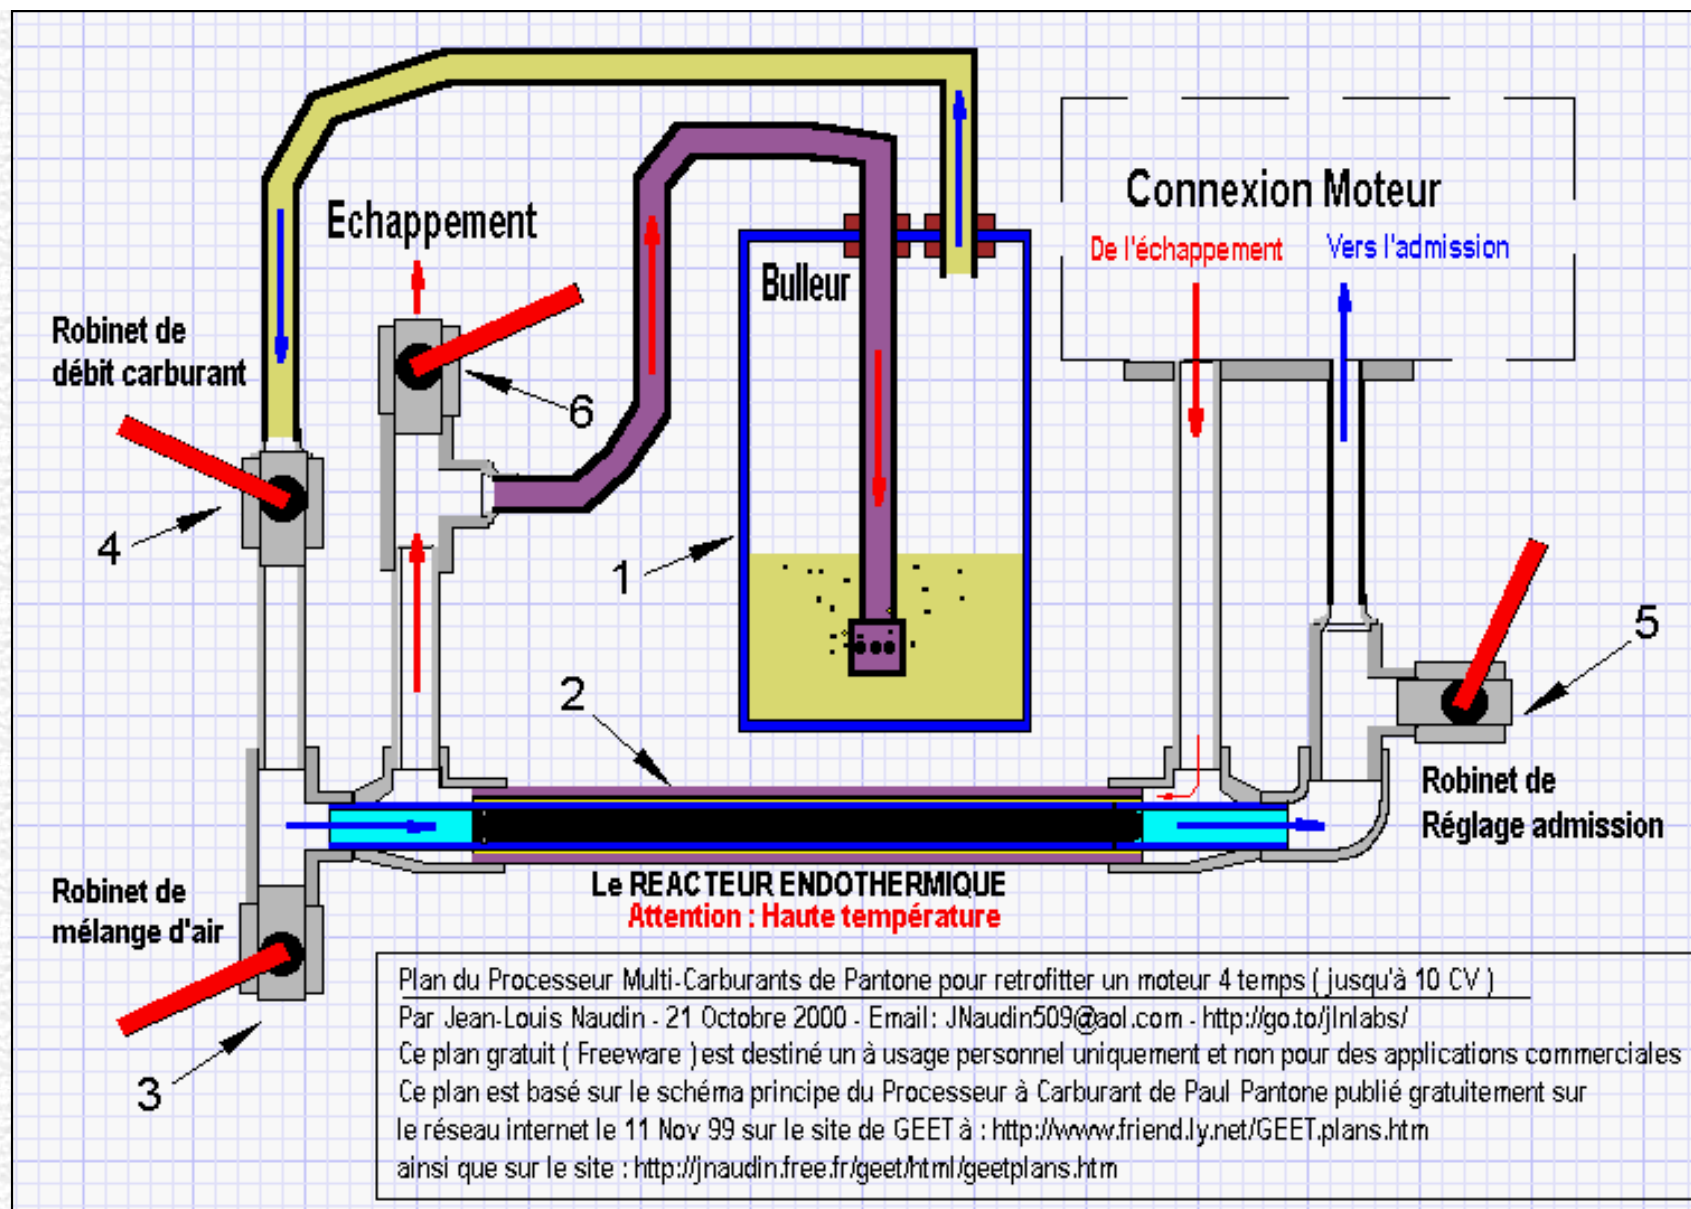 Connexion Moteur
De l'échappement
Vers l'admission
Echappement
Bulleur
Robinet de
débit carburant
6
4
1
5
2
Robinet de
Réglage admission
Le REACTEUR ENDOTHERMIQUE
Attention : Haute température
Robinet de
mélange d'air
3
Plan du Processeur Multi-Carburants de Pantone pour retrofitter un moteur 4 temps ( jusqu'à 10 CV )
Par Jean-Louis Naudin - 21 Octobre 2000 - Email : JNaudin509@aol.com - http://go.to/jlnlabs/
Ce plan gratuit ( Freeware ) est destiné un à usage personnel uniquement et non pour des applications commerciales
Ce plan est basé sur le schéma principe du Processeur à Carburant de Paul Pantone publié gratuitement sur
le réseau internet le 11 Nov 99 sur le site de GEET à : http://www.friend.ly.net/GEET.plans.htm
ainsi que sur le site : http://jnaudin.free.fr/geet/html/geetplans.htm